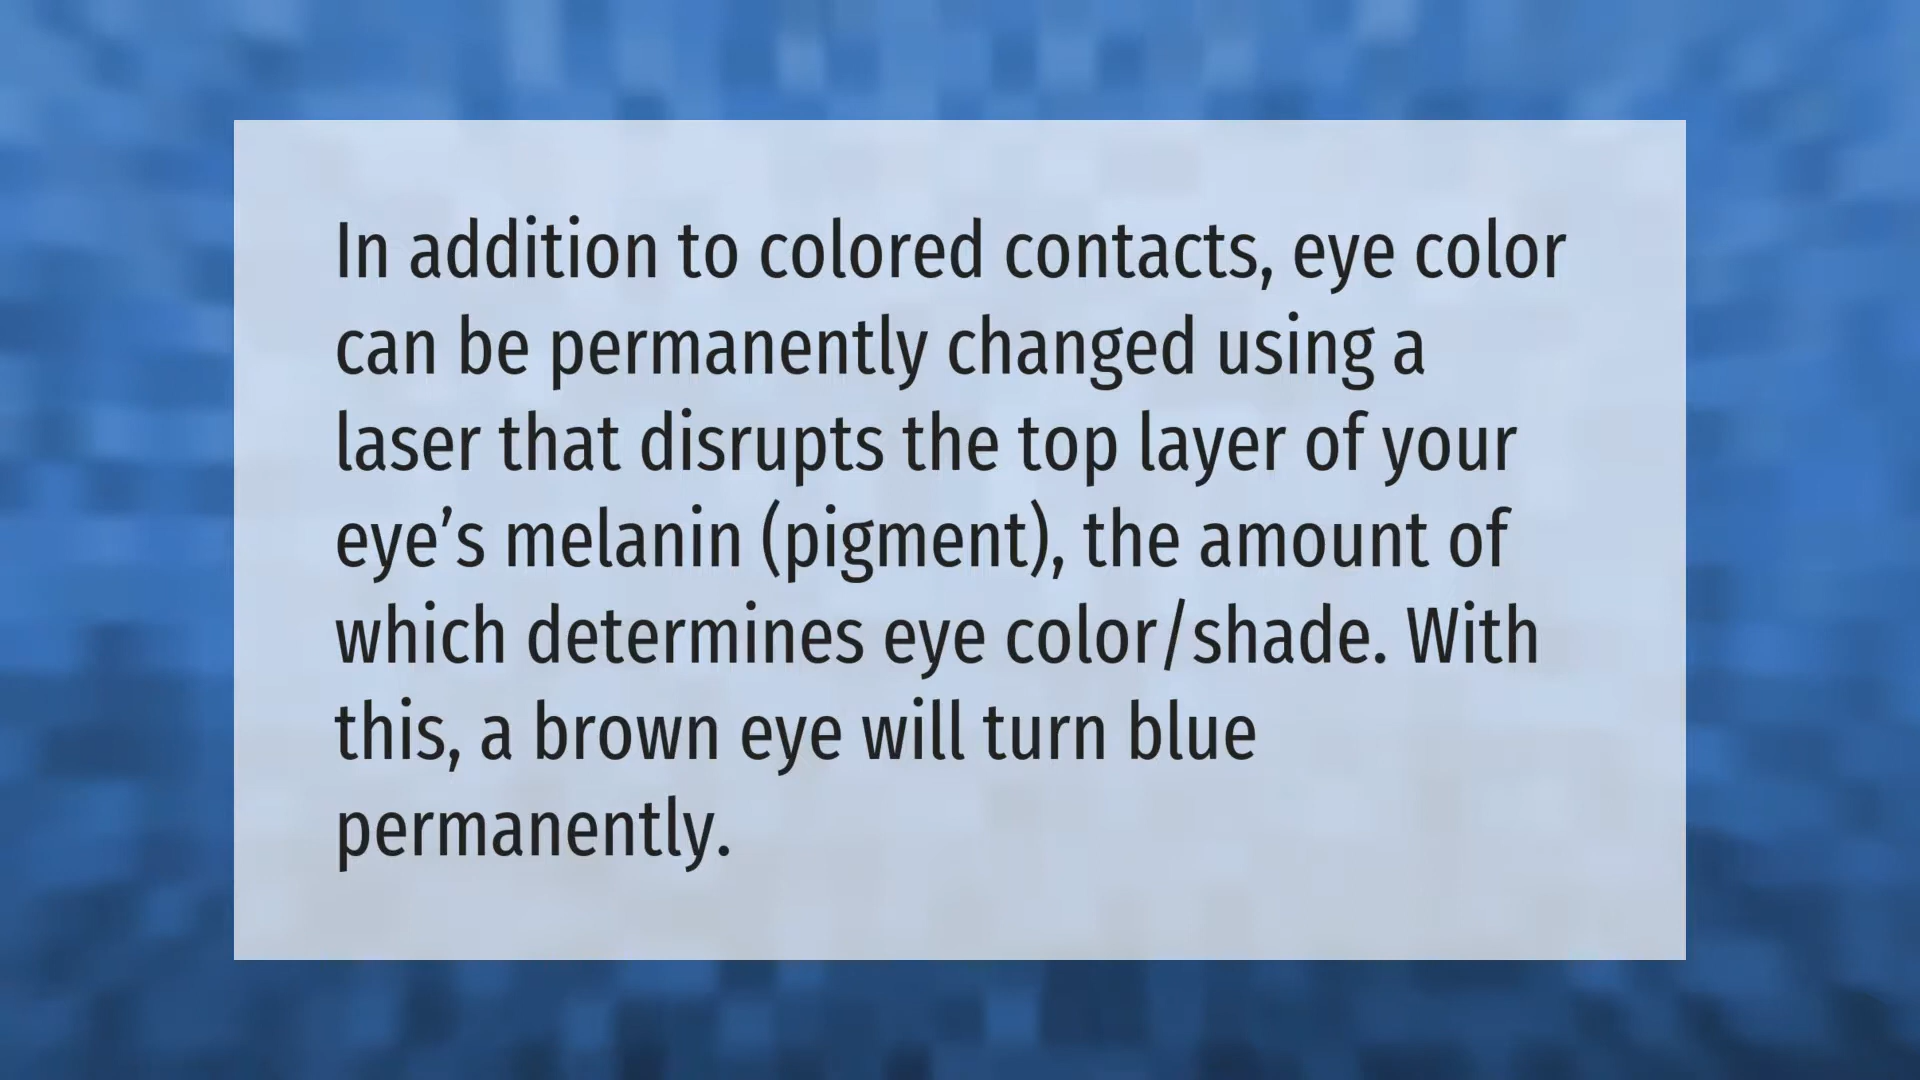 In addition to colored contacts, eye color
can be permanently changed using a
laser that disrupts the top layer of your
eye’s melanin (pigment), the amount of
which determines eye color/shade. With
this, a brown eye will turn blue
permanently.